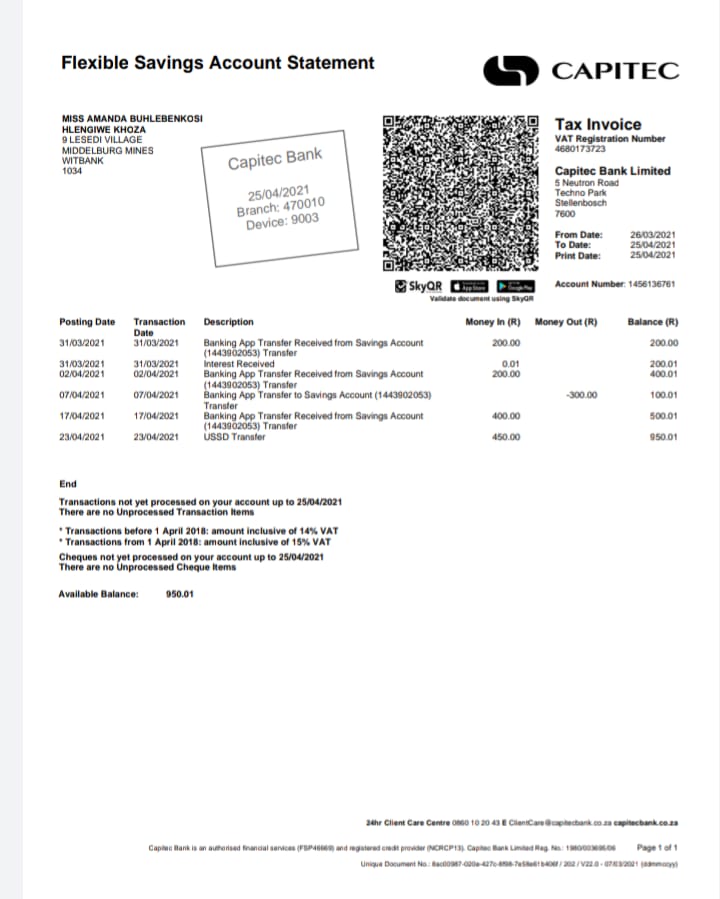 Flexible Savings Account Statement
CAPITEC
MISS AMANDA BUHLEBENKOSI
HLENGIWE KHOZA
9 LESEDI VILLAGE
MIDDELBURG MINES
WITBANK
1034
Capitec Bank
25/04/2021
Branch: 470010
Device: 9003
Tax Invoice
VAT Registration Number
4680173723
Capitec Bank Limited
5 Neutron Road
Techno Park
Stellenbosch
7600
From Date: 26/03/2021
To Date: 25/04/2021
Print Date: 25/04/2021
SkyQR App Store Google Play
Validate document using SkyQR
Account Number: 1456136761
Posting Date Transaction Date Description Money In (R) Money Out (R) Balance (R)
31/03/2021 31/03/2021 Banking App Transfer Received from Savings Account 200.00 200.00
(1443902053) Transfer
31/03/2021 31/03/2021 Interest Received 0.01 200.01
02/04/2021 02/04/2021 Banking App Transfer Received from Savings Account 200.00 400.01
(1443902053) Transfer
07/04/2021 07/04/2021 Banking App Transfer to Savings Account (1443902053) -300.00 100.01
Transfer
17/04/2021 17/04/2021 Banking App Transfer Received from Savings Account 400.00 500.01
(1443902053) Transfer
23/04/2021 23/04/2021 USSD Transfer 450.00 950.01
End
Transactions not yet processed on your account up to 25/04/2021
There are no Unprocessed Transaction Items
* Transactions before 1 April 2018: amount inclusive of 14% VAT
* Transactions from 1 April 2018: amount inclusive of 15% VAT
Cheques not yet processed on your account up to 25/04/2021
There are no Unprocessed Cheque Items
Available Balance: 950.01
24hr Client Care Centre 0860 10 20 43 E ClientCare@capitecbank.co.za capitecbank.co.za
Capitec Bank is an authorised financial services (FSP46669) and registered credit provider (NCRCP13). Capitec Bank Limited Reg. No.: 1980/003695/06 Page 1 of 1
Unique Document No.: / 202 / V22.0 - 07/03/2021 (ddmmccyy)